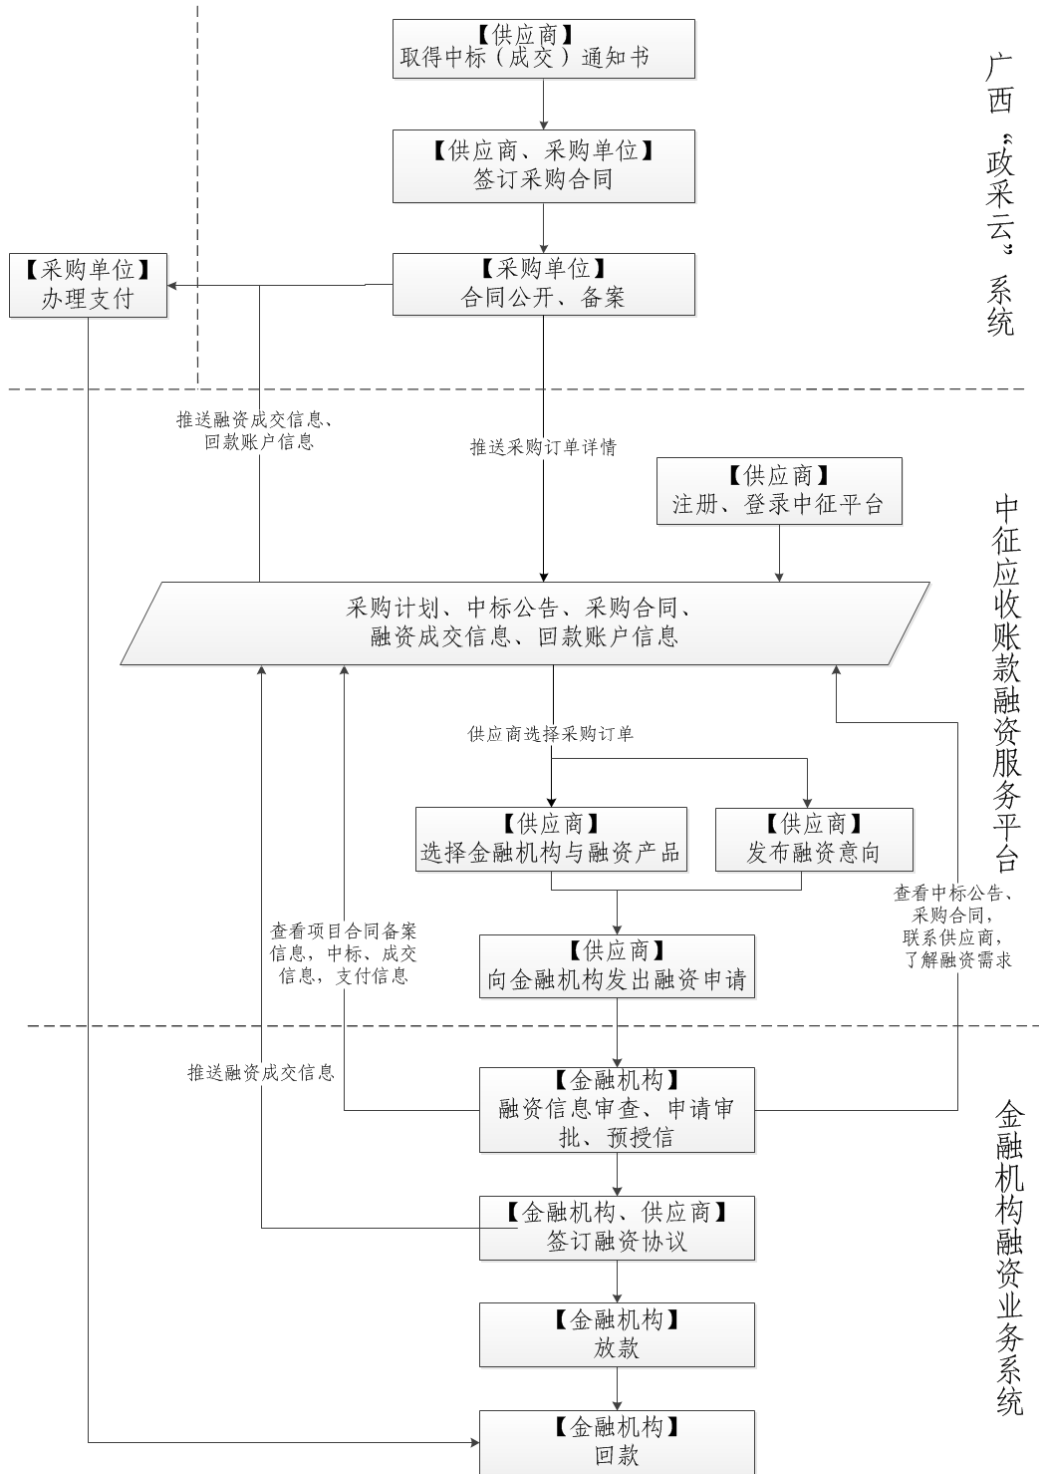 【供应商】
取得中标（成交）通知书
【供应商、采购单位】
签订采购合同
【采购单位】
合同公开、备案
【采购单位】
办理支付
广西“政采云”系统
推送融资成交信息、
回款账户信息
推送采购订单详情
【供应商】
注册、登录中征平台
采购计划、中标公告、采购合同、
融资成交信息、回款账户信息
中征应收账款融资服务平台
供应商选择采购订单
【供应商】
选择金融机构与融资产品
【供应商】
发布融资意向
查看中标公告、
采购合同，
联系供应商，
了解融资需求
查看项目合同备案
信息，中标、成交
信息，支付信息
【供应商】
向金融机构发出融资申请
推送融资成交信息
【金融机构】
融资信息审查、申请审
批、预授信
金融机构融资业务系统
【金融机构、供应商】
签订融资协议
【金融机构】
放款
【金融机构】
回款